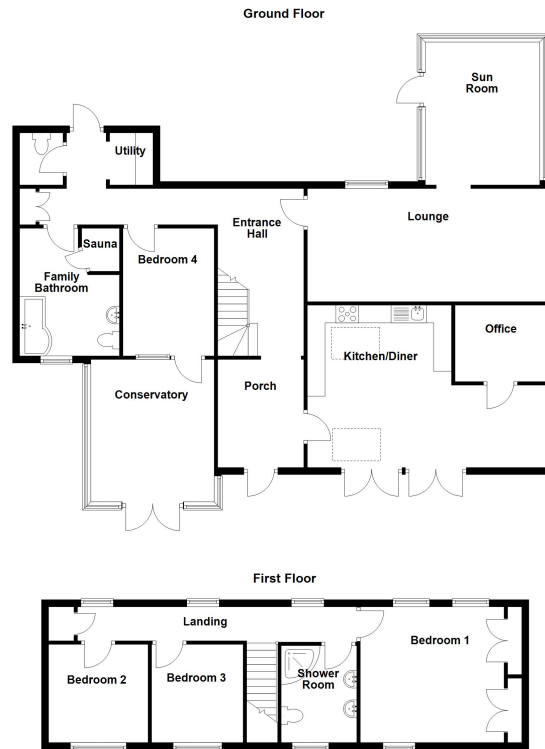 Ground Floor
Sun
Room
Utility
Lounge
Entrance
Hall
Sauna
Bedroom 4
Family
Bathroom
Office
Kitchen/Diner
Conservatory
Porch
First Floor
Landing
Bedroom 1
Bedroom 2
Bedroom 3
Shower
Room